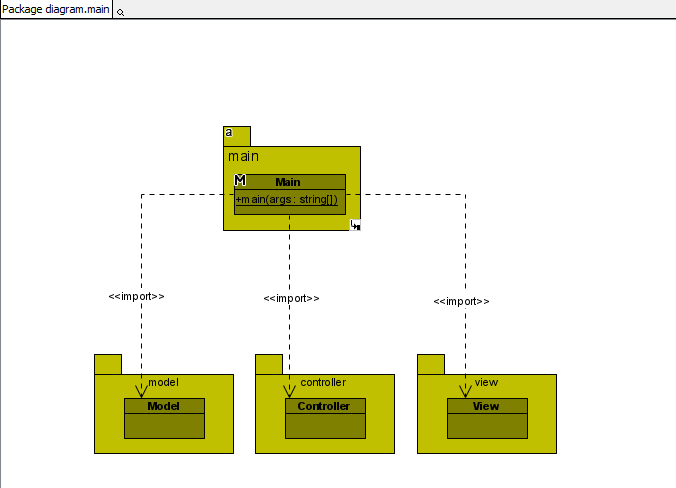 Package diagram.main
a
main
M
Main
+main(args : string[])
<<import>>
<<import>>
<<import>>
model
controller
view
Model
Controller
View